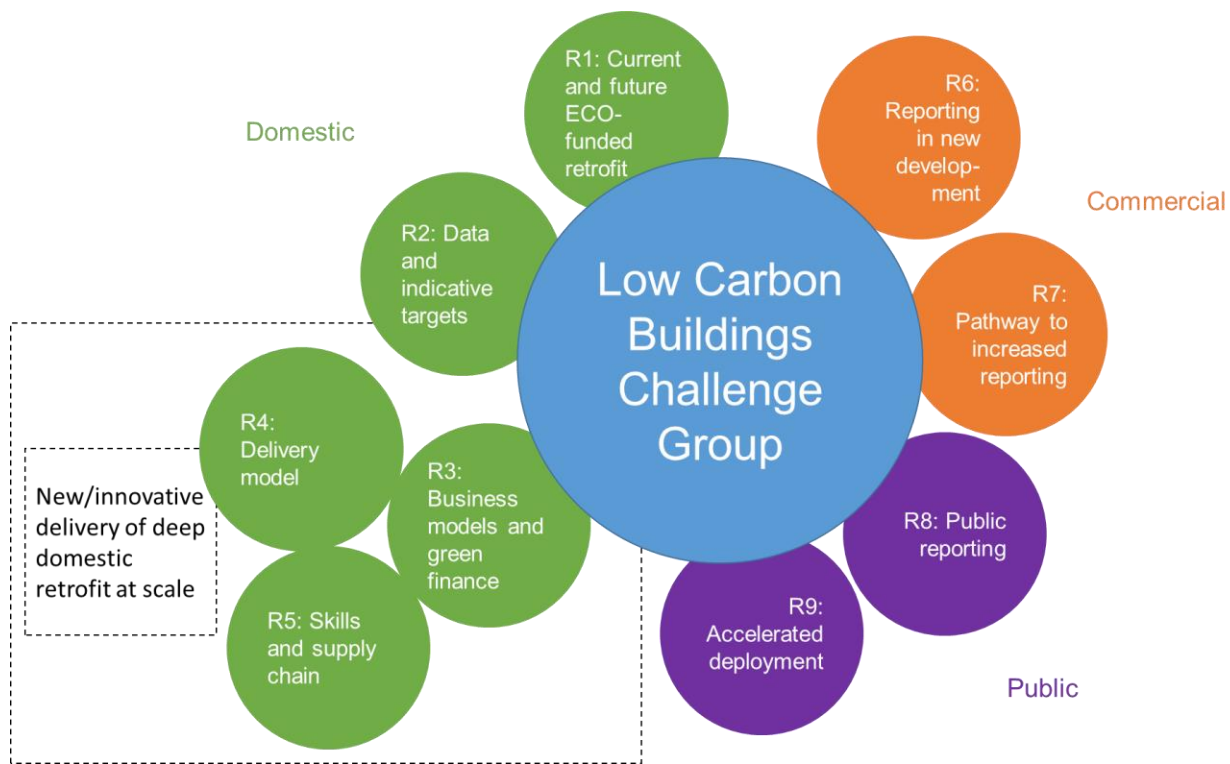 Domestic
R1: Current
and future
ECO-
funded
retrofit
R2: Data
and
indicative
targets
R4:
Delivery
model
R3:
Business
models and
green
finance
R5: Skills
and supply
chain
New/innovative
delivery of deep
domestic
retrofit at scale
Low Carbon
Buildings
Challenge
Group
R6:
Reporting
in new
develop-
ment
Commercial
R7:
Pathway to
increased
reporting
R8: Public
reporting
R9:
Accelerated
deployment
Public